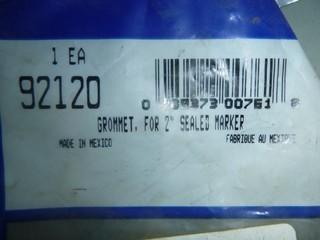 1 EA
92120
GROMMET, FOR 2" SEALED MARKER
MADE IN MEXICO
FABRIQUE AU MEXIQUE